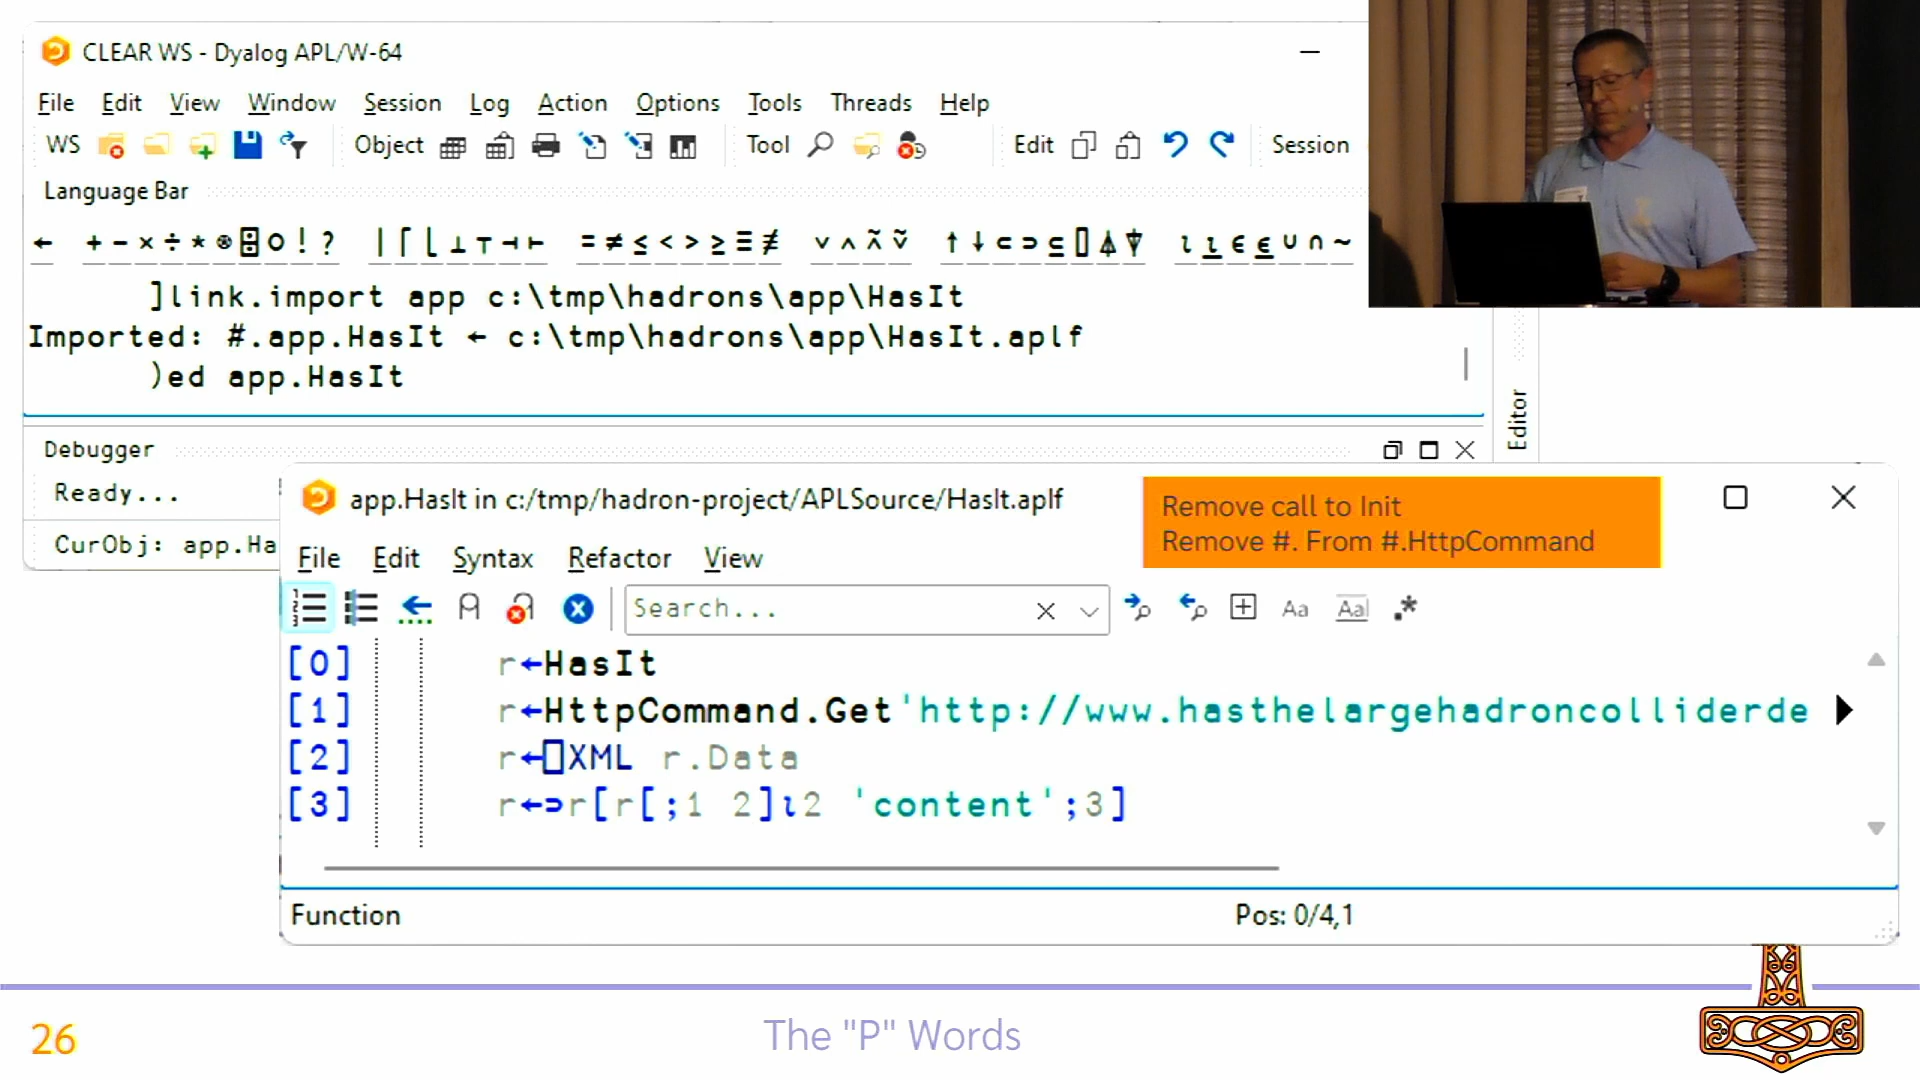 CLEAR WS - Dyalog APL/W-64
File Edit View Window Session Log Action Options Tools Threads Help
WS Object Tool Edit Session
Language Bar
← + - × ÷ * ⍟ ⌹ ○ ! ? | ⌈ ⌊ ⊥ ⊤ ⊣ ⊢ = ≠ ≤ < > ≥ ≡ ≢ ∨ ∧ ⍲ ⍱ ↑ ↓ ⊂ ⊃ ⊆ ⌷ ⍋ ⍒ ⍳ ⍸ ∊ ⍷ ∪ ∩ ~
]link.import app c:\tmp\hadrons\app\HasIt
Imported: #.app.HasIt ← c:\tmp\hadrons\app\HasIt.aplf
)ed app.HasIt
Editor
Debugger
Ready...
CurObj: app.Ha
app.HasIt in c:/tmp/hadron-project/APLSource/HasIt.aplf
Remove call to Init
Remove #. From #.HttpCommand
File Edit Syntax Refactor View
Search...
Aa Aa .*
[0] r←HasIt
[1] r←HttpCommand.Get'http://www.hasthelargehadroncolliderde
[2] r←⎕XML r.Data
[3] r←⊃r[r[;1 2]⍳2 'content';3]
Function Pos: 0/4,1
26 The "P" Words